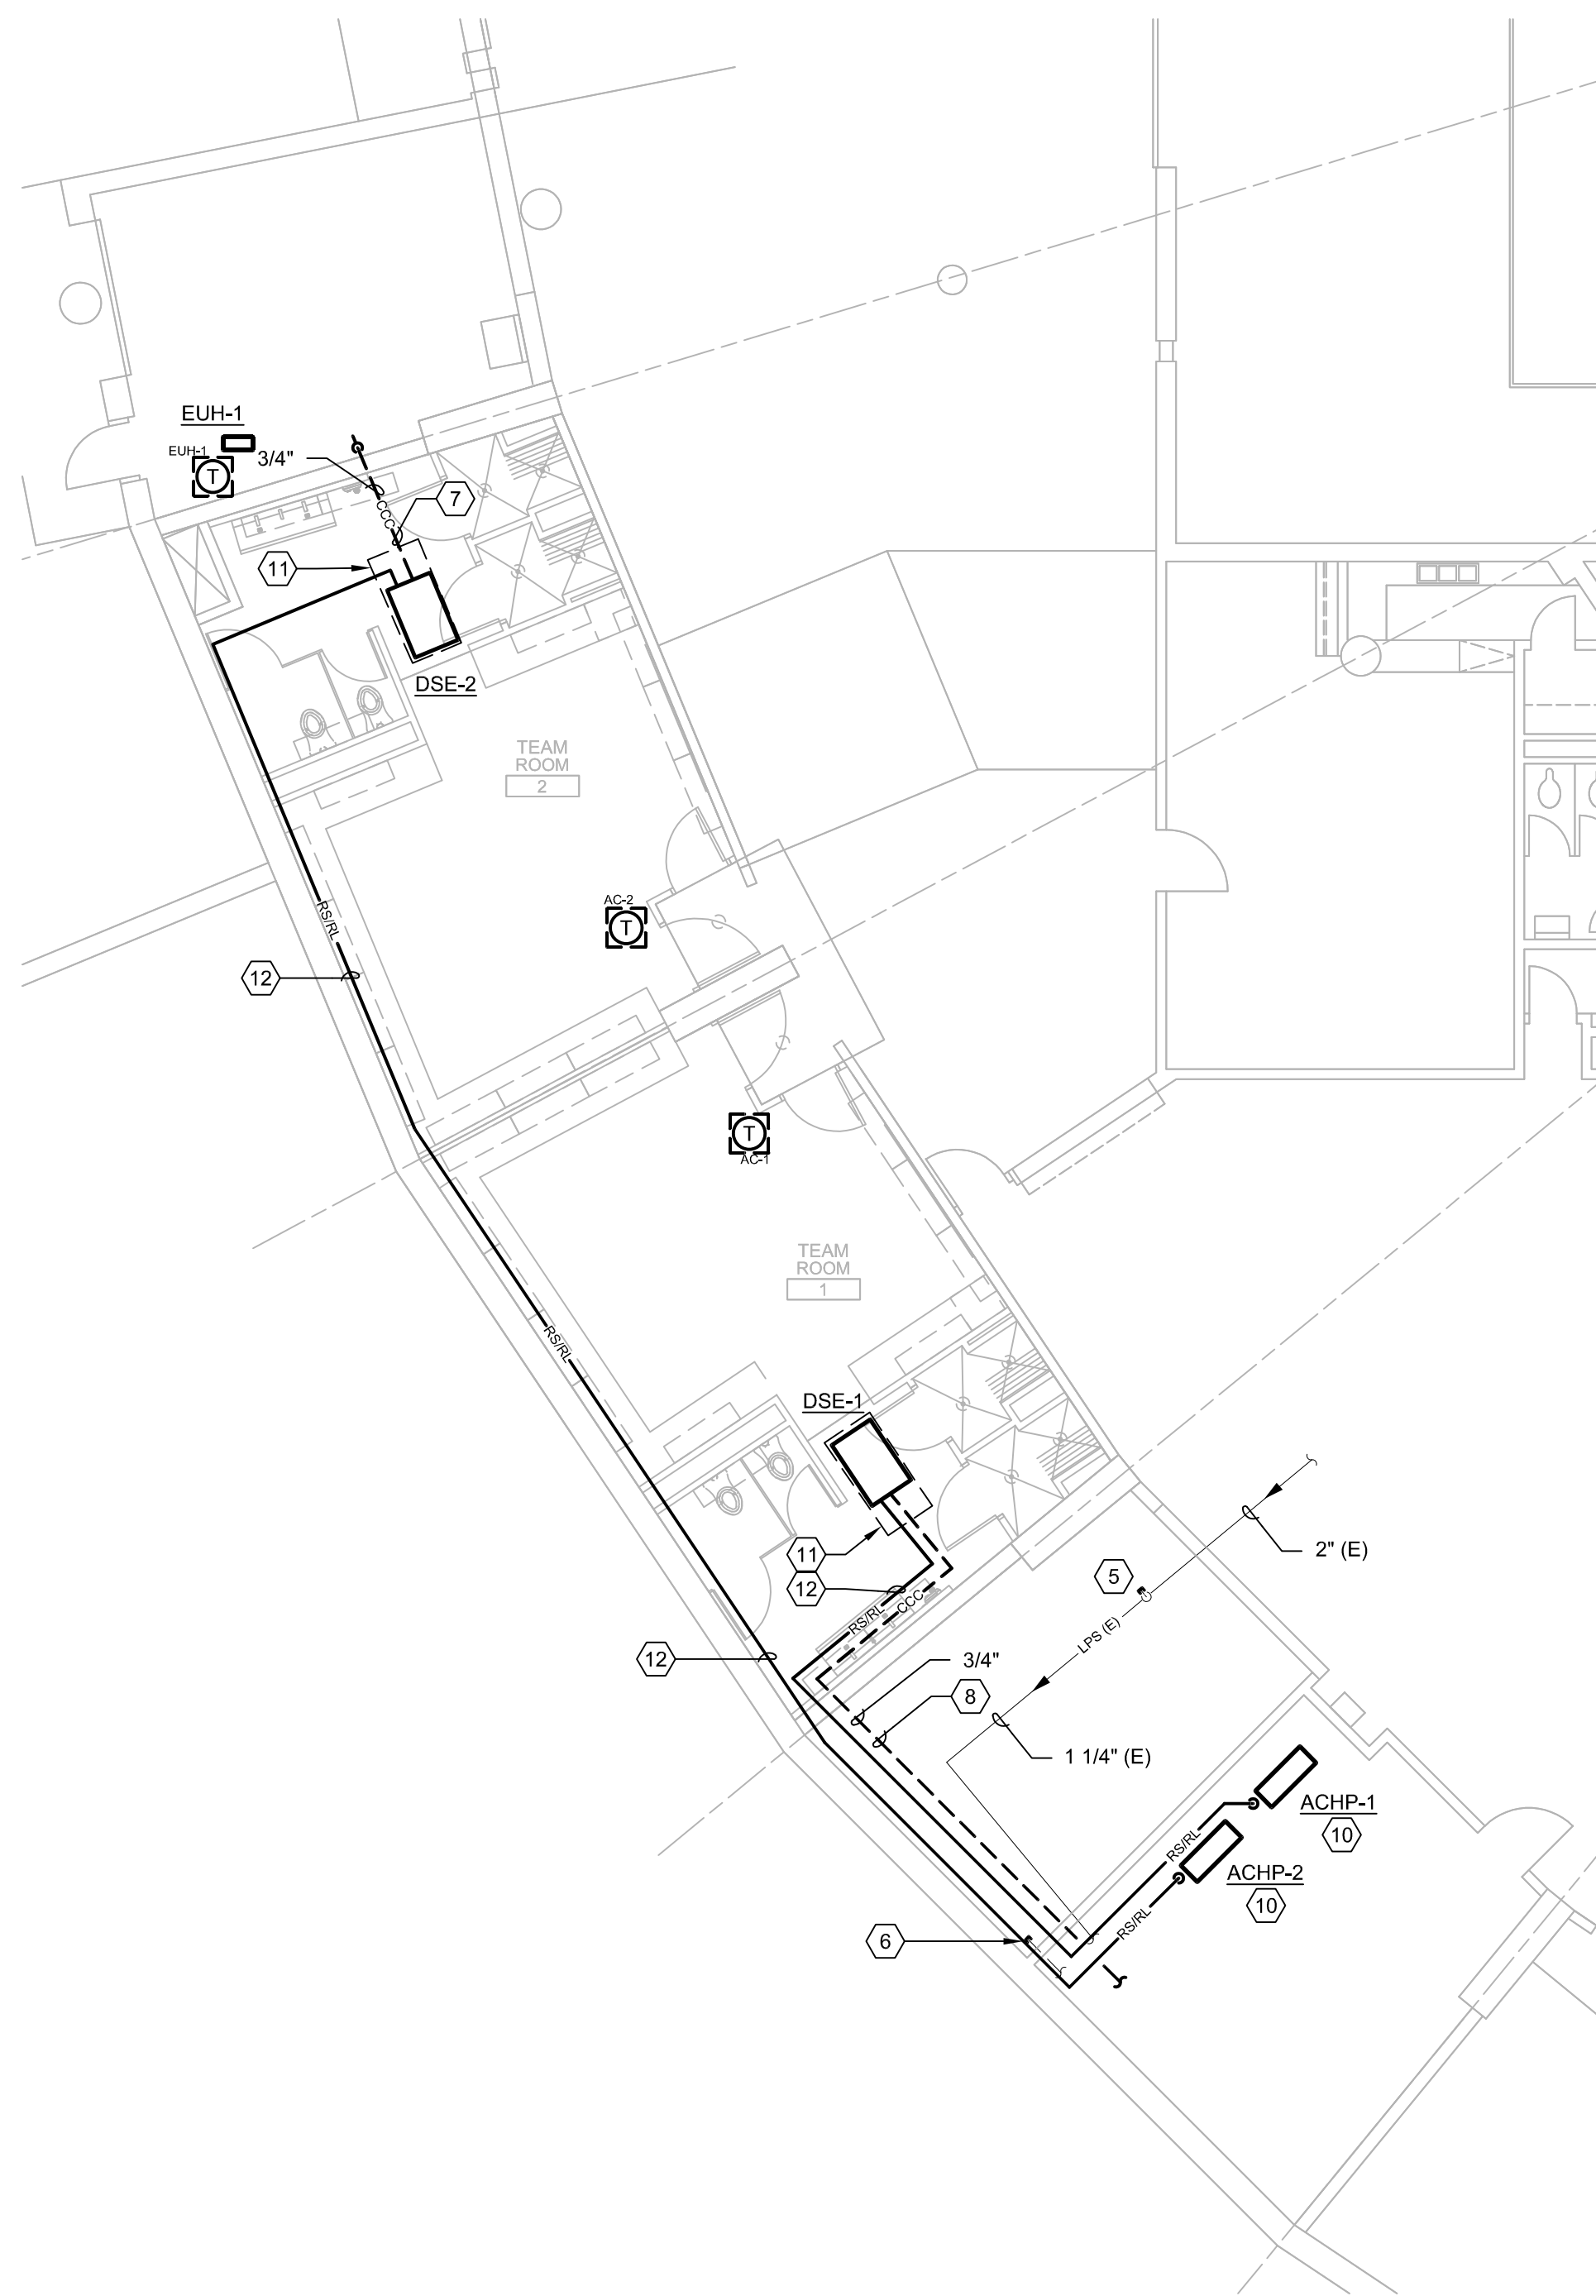 EUH-1
EUH-1
T
3/4"
CCC
7
11
DSE-2
TEAM
ROOM
2
RS/RL
AC-2
T
12
T
AC-1
TEAM
ROOM
1
RS/RL
DSE-1
11
12
RS/RL
CCC
2" (E)
5
LPS (E)
12
3/4"
8
1 1/4" (E)
ACHP-1
10
RS/RL
ACHP-2
10
RS/RL
6